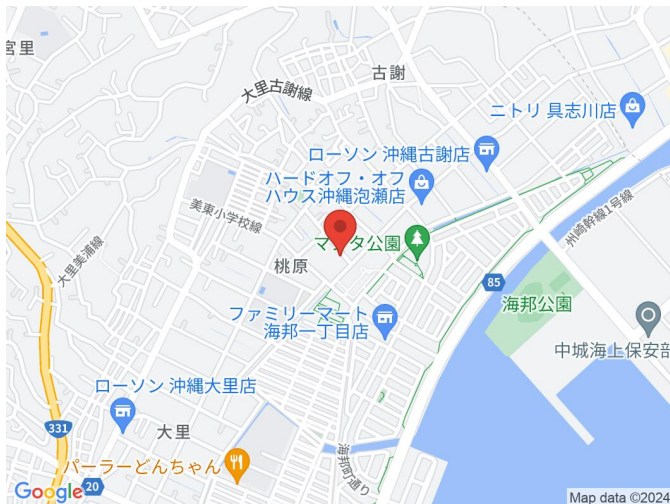 宮里
古謝
大里古謝線
ニトリ 具志川店
ローソン 沖縄古謝店
ハードオフ・オフ
ハウス沖縄泡瀬店
美東小学校線
州崎幹線1号線
大里美浦線
桃原
公園
85
海邦公園
ファミリーマート
海邦一丁目店
中城海上保安部
ローソン 沖縄大里店
331
大里
海邦町通り
パーラーどんちゃん
20
Google
Map data ©2024